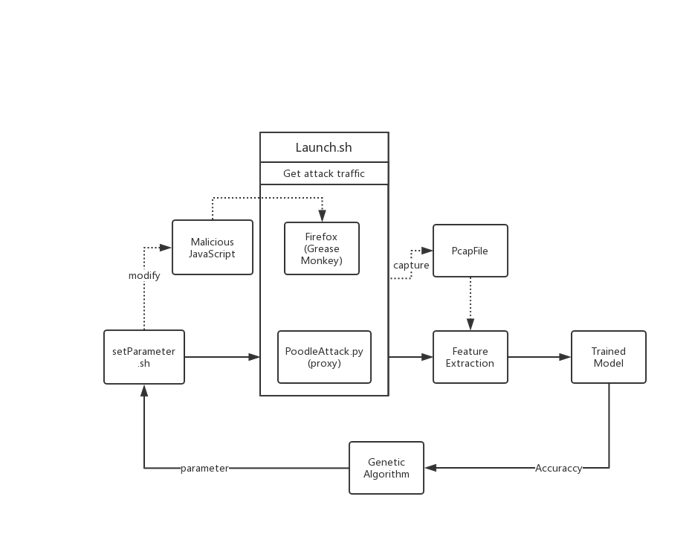 Launch.sh
Get attack traffic
Malicious
JavaScript
Firefox
(Grease
Monkey)
PcapFile
capture
modify
setParameter
.sh
PoodleAttack.py
(proxy)
Feature
Extraction
Trained
Model
parameter
Genetic
Algorithm
Accuraccy